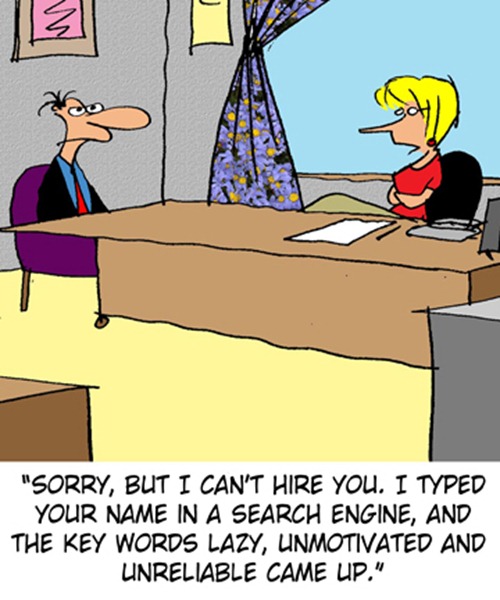 "SORRY, BUT I CAN'T HIRE YOU. I TYPED
YOUR NAME IN A SEARCH ENGINE, AND
THE KEY WORDS LAZY, UNMOTIVATED AND
UNRELIABLE CAME UP."